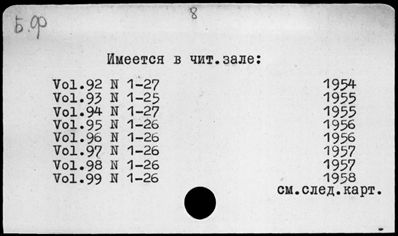 Б.ф
8
Имеется в чит.зале:
Vol.92 N 1-27 1954
Vol.93 N 1-25 1955
Vol.94 N 1-27 1955
Vol.95 N 1-26 1956
Vol.96 N 1-26 1956
Vol.97 N 1-26 1957
Vol.98 N 1-26 1957
Vol.99 N 1-26 1958
см.след.карт.